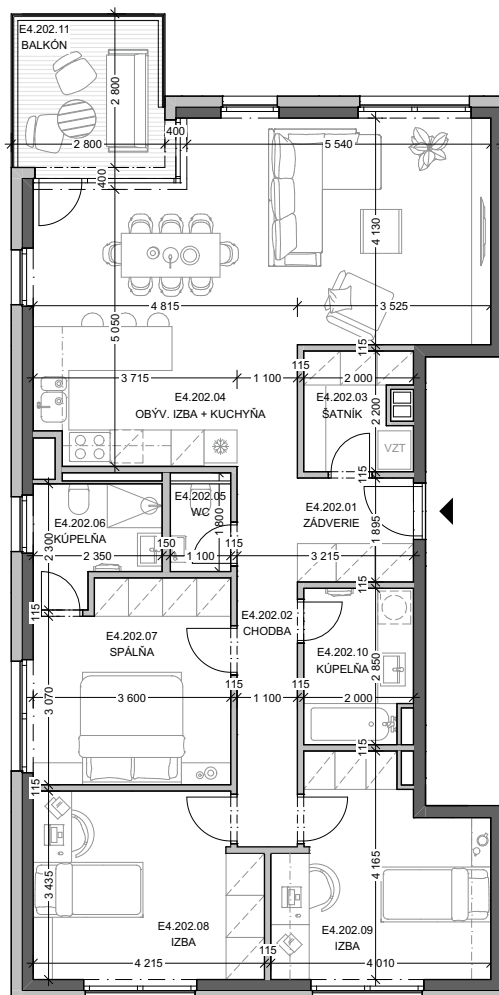 E4.202.11
BALKÓN
2 800
2 800
400
400
5 540
4 130
4 815
3 525
5 050
115
3 715
1 100
115
2 000
E4.202.04
OBÝV. IZBA + KUCHYŇA
E4.202.03
ŠATNÍK
2 200
VZT
115
E4.202.05
WC
1 800
E4.202.01
ZÁDVERIE
1 895
E4.202.06
KÚPEĽŇA
2 300
2 350
150
1 100
115
3 215
115
115
E4.202.02
CHODBA
E4.202.07
SPÁLŇA
E4.202.10
KÚPEĽŇA
2 850
3 070
3 600
115
1 100
115
2 000
115
115
3 435
4 165
E4.202.08
IZBA
E4.202.09
IZBA
4 215
115
4 010